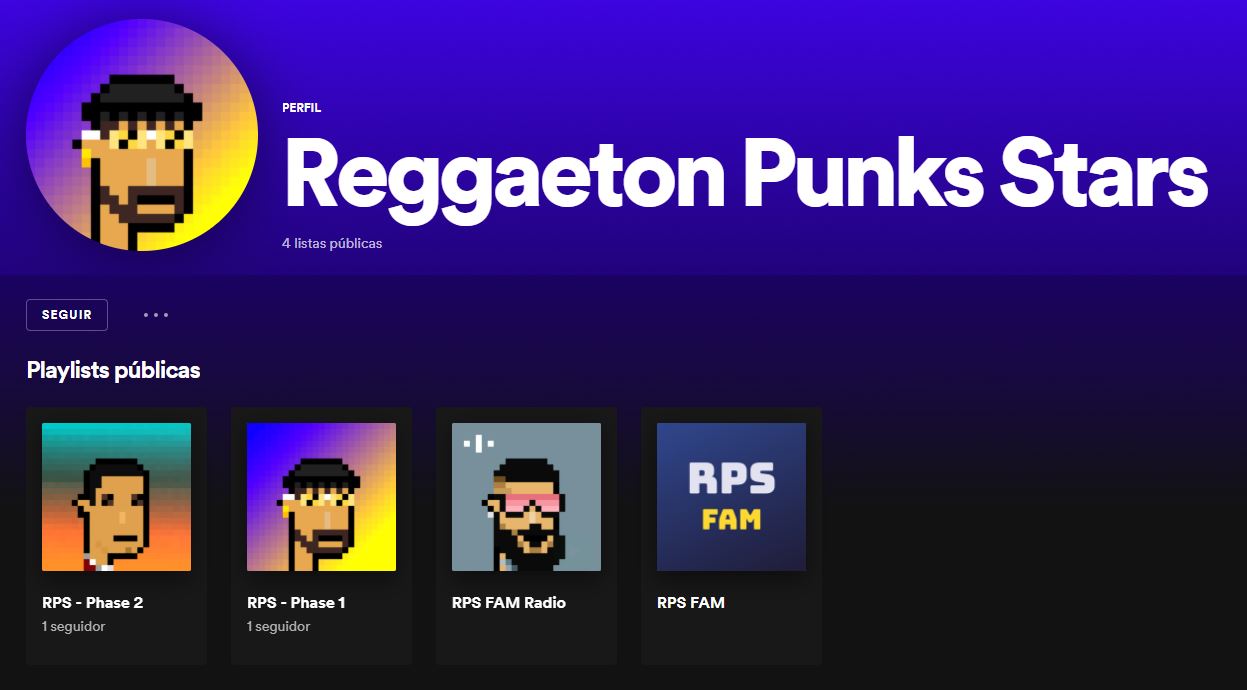 PERFIL
Reggaeton Punks Stars
4 listas públicas
SEGUIR
Playlists públicas
RPS
FAM
RPS - Phase 2
RPS - Phase 1
RPS FAM Radio
RPS FAM
1 seguidor
1 seguidor